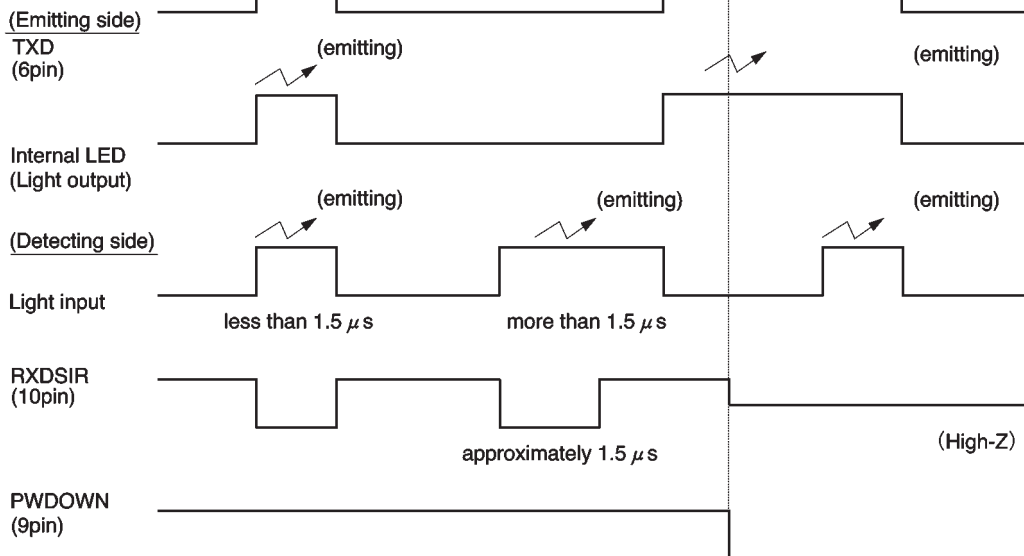 (Emitting side)
TXD
(6pin)
(emitting)
(emitting)
Internal LED
(Light output)
(emitting)
(emitting)
(emitting)
(Detecting side)
Light input
less than 1.5 μs
more than 1.5 μs
RXDSIR
(10pin)
approximately 1.5 μs
(High-Z)
PWDOWN
(9pin)